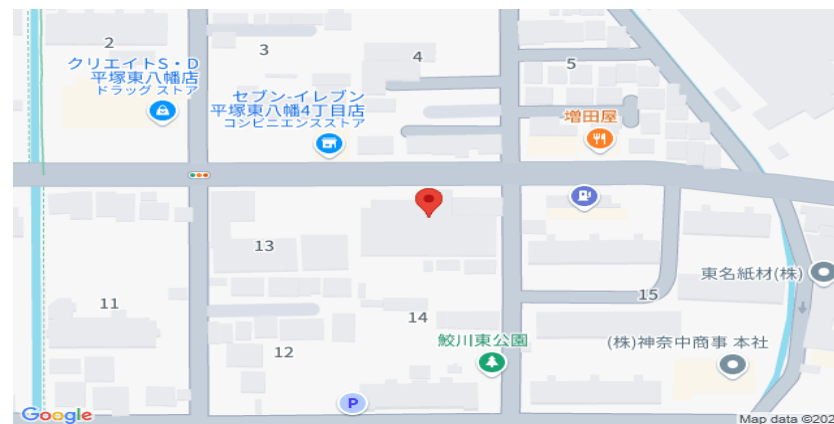 2
3
4
5
クリエイトS・D
平塚東八幡店
ドラッグ ストア
セブン-イレブン
平塚東八幡4丁目店
コンビニエンスストア
増田屋
13
東名紙材(株)
11
15
14
鮫川東公園
(株)神奈中商事 本社
12
P
Google
Map data ©202